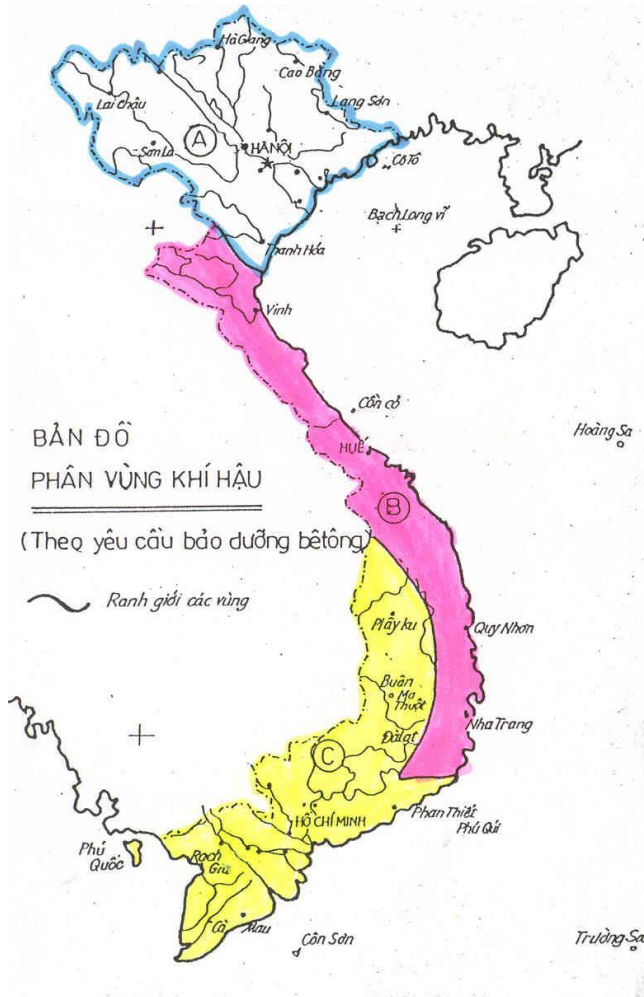 Hà Giang
Cao Bằng
Lai Châu
Lạng Sơn
A
Sơn La
HÀ NỘI
Cô Tô
Bạch Long Vĩ
Thanh Hóa
Vinh
Cồn cỏ
BẢN ĐỒ
PHÂN VÙNG KHÍ HẬU
(Theo yêu cầu bảo dưỡng bêtông)
Ranh giới các vùng
HUẾ
Hoàng Sa
B
Plâyku
Quy Nhơn
Buôn
Ma
Thuột
Nha Trang
Đà lạt
C
HỒ CHÍ MINH
Phan Thiết
Phú Quí
Phú
Quốc
Rạch
Giá
Cà Mau
Côn Sơn
Trường Sa